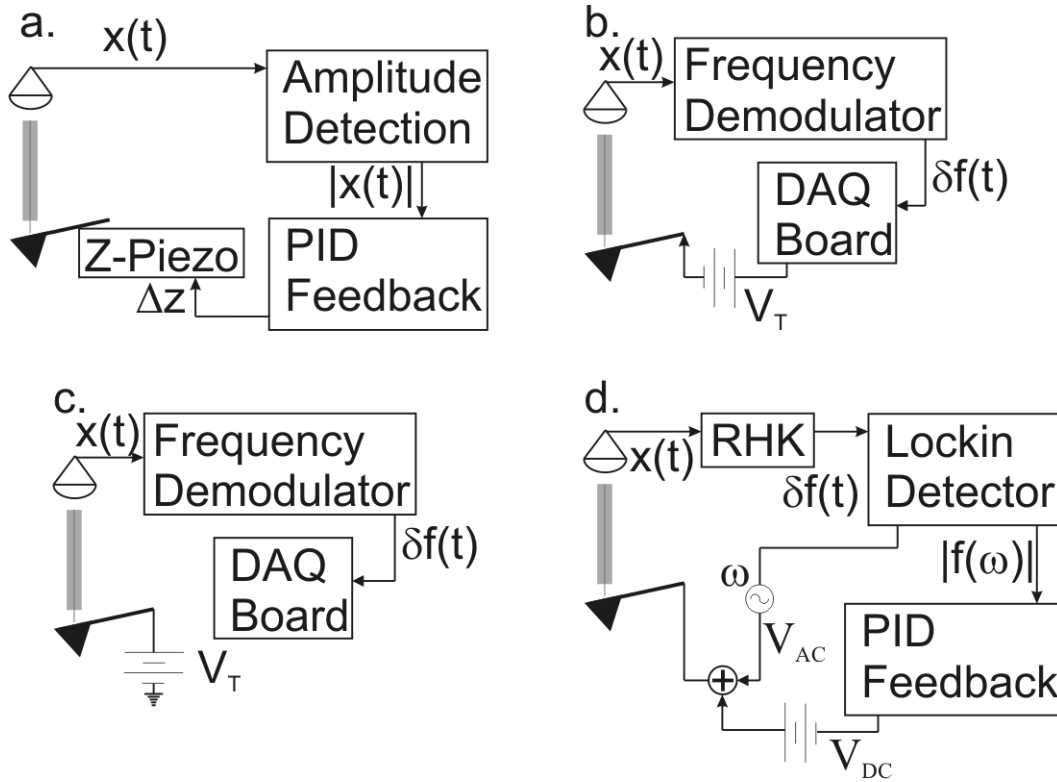 a.
x(t)
Amplitude
Detection
|x(t)|
PID
Feedback
Z-Piezo
Δz
b.
x(t)
Frequency
Demodulator
δf(t)
DAQ
Board
V_T
c.
x(t)
Frequency
Demodulator
δf(t)
DAQ
Board
V_T
d.
x(t)
RHK
δf(t)
Lockin
Detector
|f(ω)|
ω
V_AC
PID
Feedback
V_DC